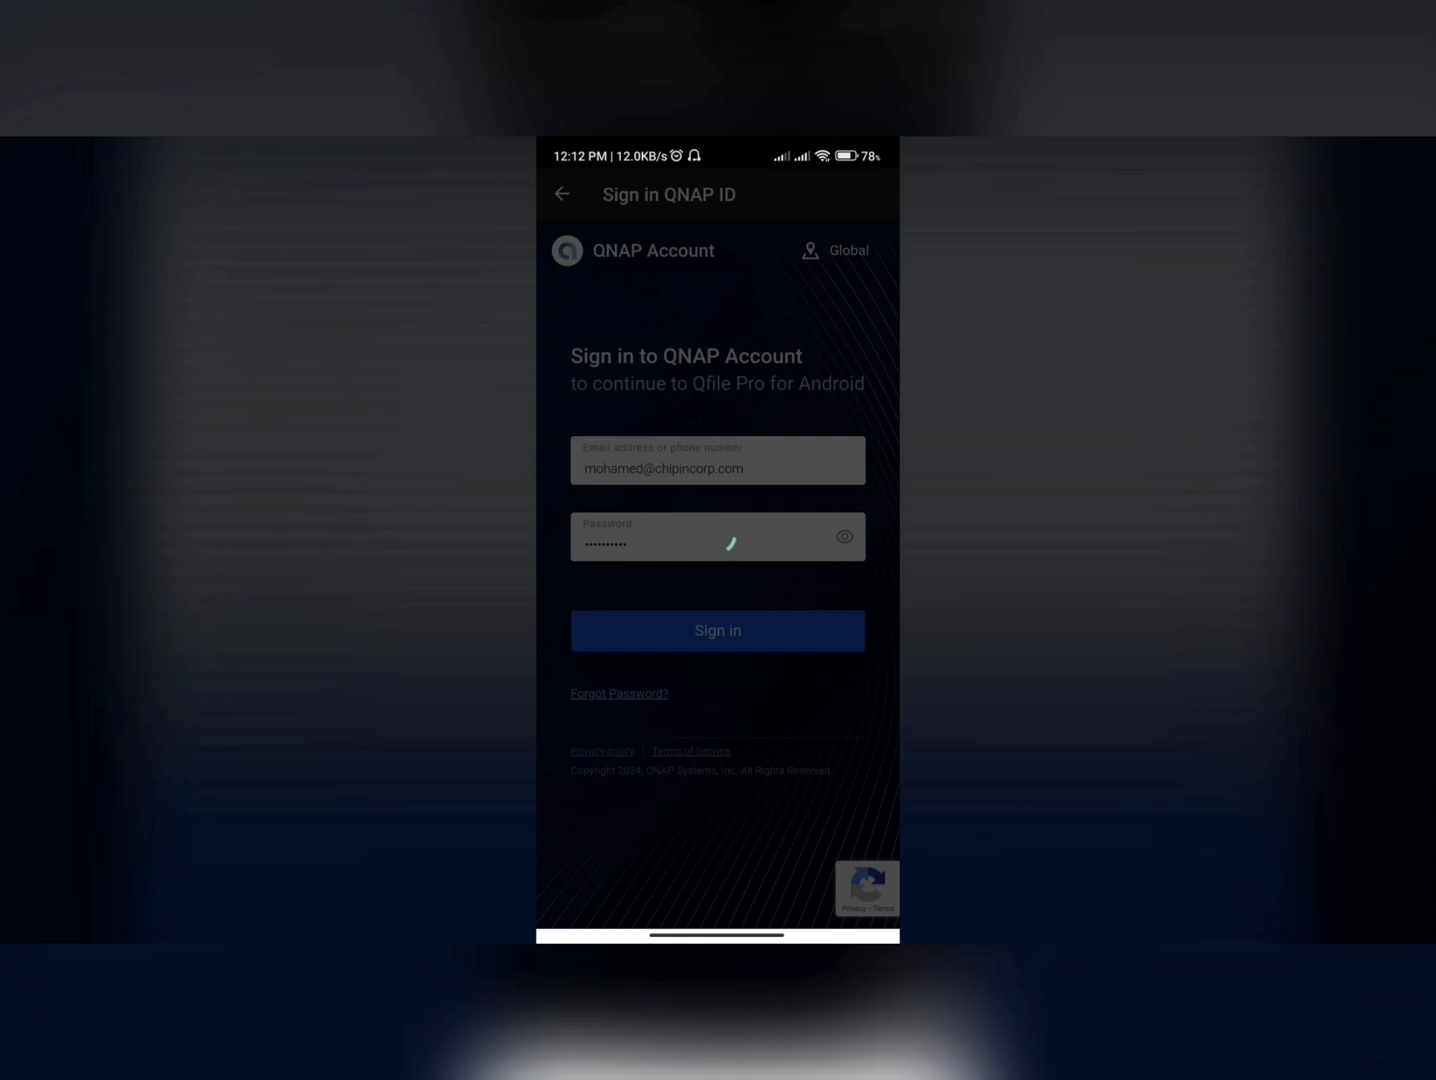 12:12 PM | 12.0KB/s 78%
Sign in QNAP ID
QNAP Account Global
Sign in to QNAP Account
to continue to Qfile Pro for Android
Email address or phone number
mohamed@chipincorp.com
Password
••••••••••
Sign in
Forgot Password?
Privacy policy | Terms of Service
Copyright 2024, QNAP Systems, Inc. All Rights Reserved.
Privacy - Terms